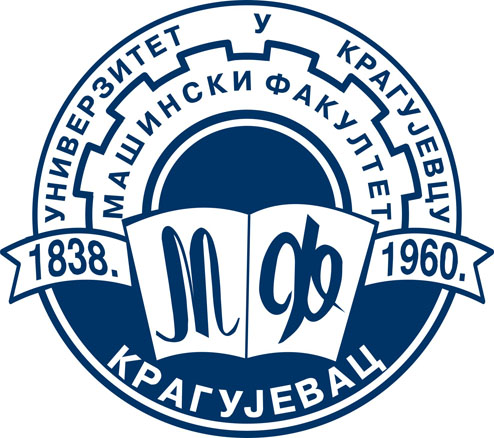 УНИВЕРЗИТЕТ У КРАГУЈЕВЦУ
МАШИНСКИ ФАКУЛТЕТ
1838.
1960.
М Ф
КРАГУЈЕВАЦ